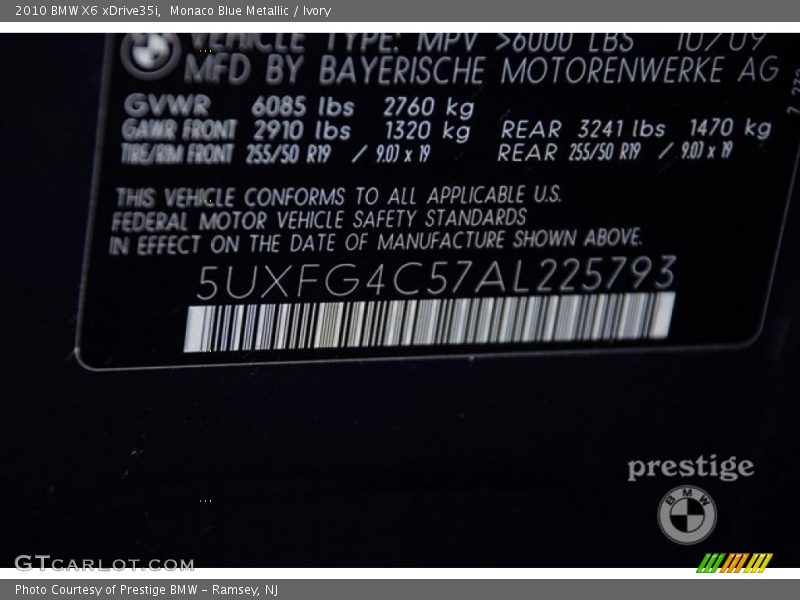 2010 BMW X6 xDrive35i, Monaco Blue Metallic / Ivory
VEHICLE TYPE: MPV >6000 LBS 10/09
MFD BY BAYERISCHE MOTORENWERKE AG
GVWR 6085 lbs 2760 kg
GAWR FRONT 2910 lbs 1320 kg REAR 3241 lbs 1470 kg
TIRE/RIM FRONT 255/50 R19 / 9.0J x 19 REAR 255/50 R19 / 9.0J x 19
THIS VEHICLE CONFORMS TO ALL APPLICABLE U.S.
FEDERAL MOTOR VEHICLE SAFETY STANDARDS
IN EFFECT ON THE DATE OF MANUFACTURE SHOWN ABOVE.
5UXFG4C57AL225793
prestige
BMW
GTCARLOT.COM
Photo Courtesy of Prestige BMW - Ramsey, NJ